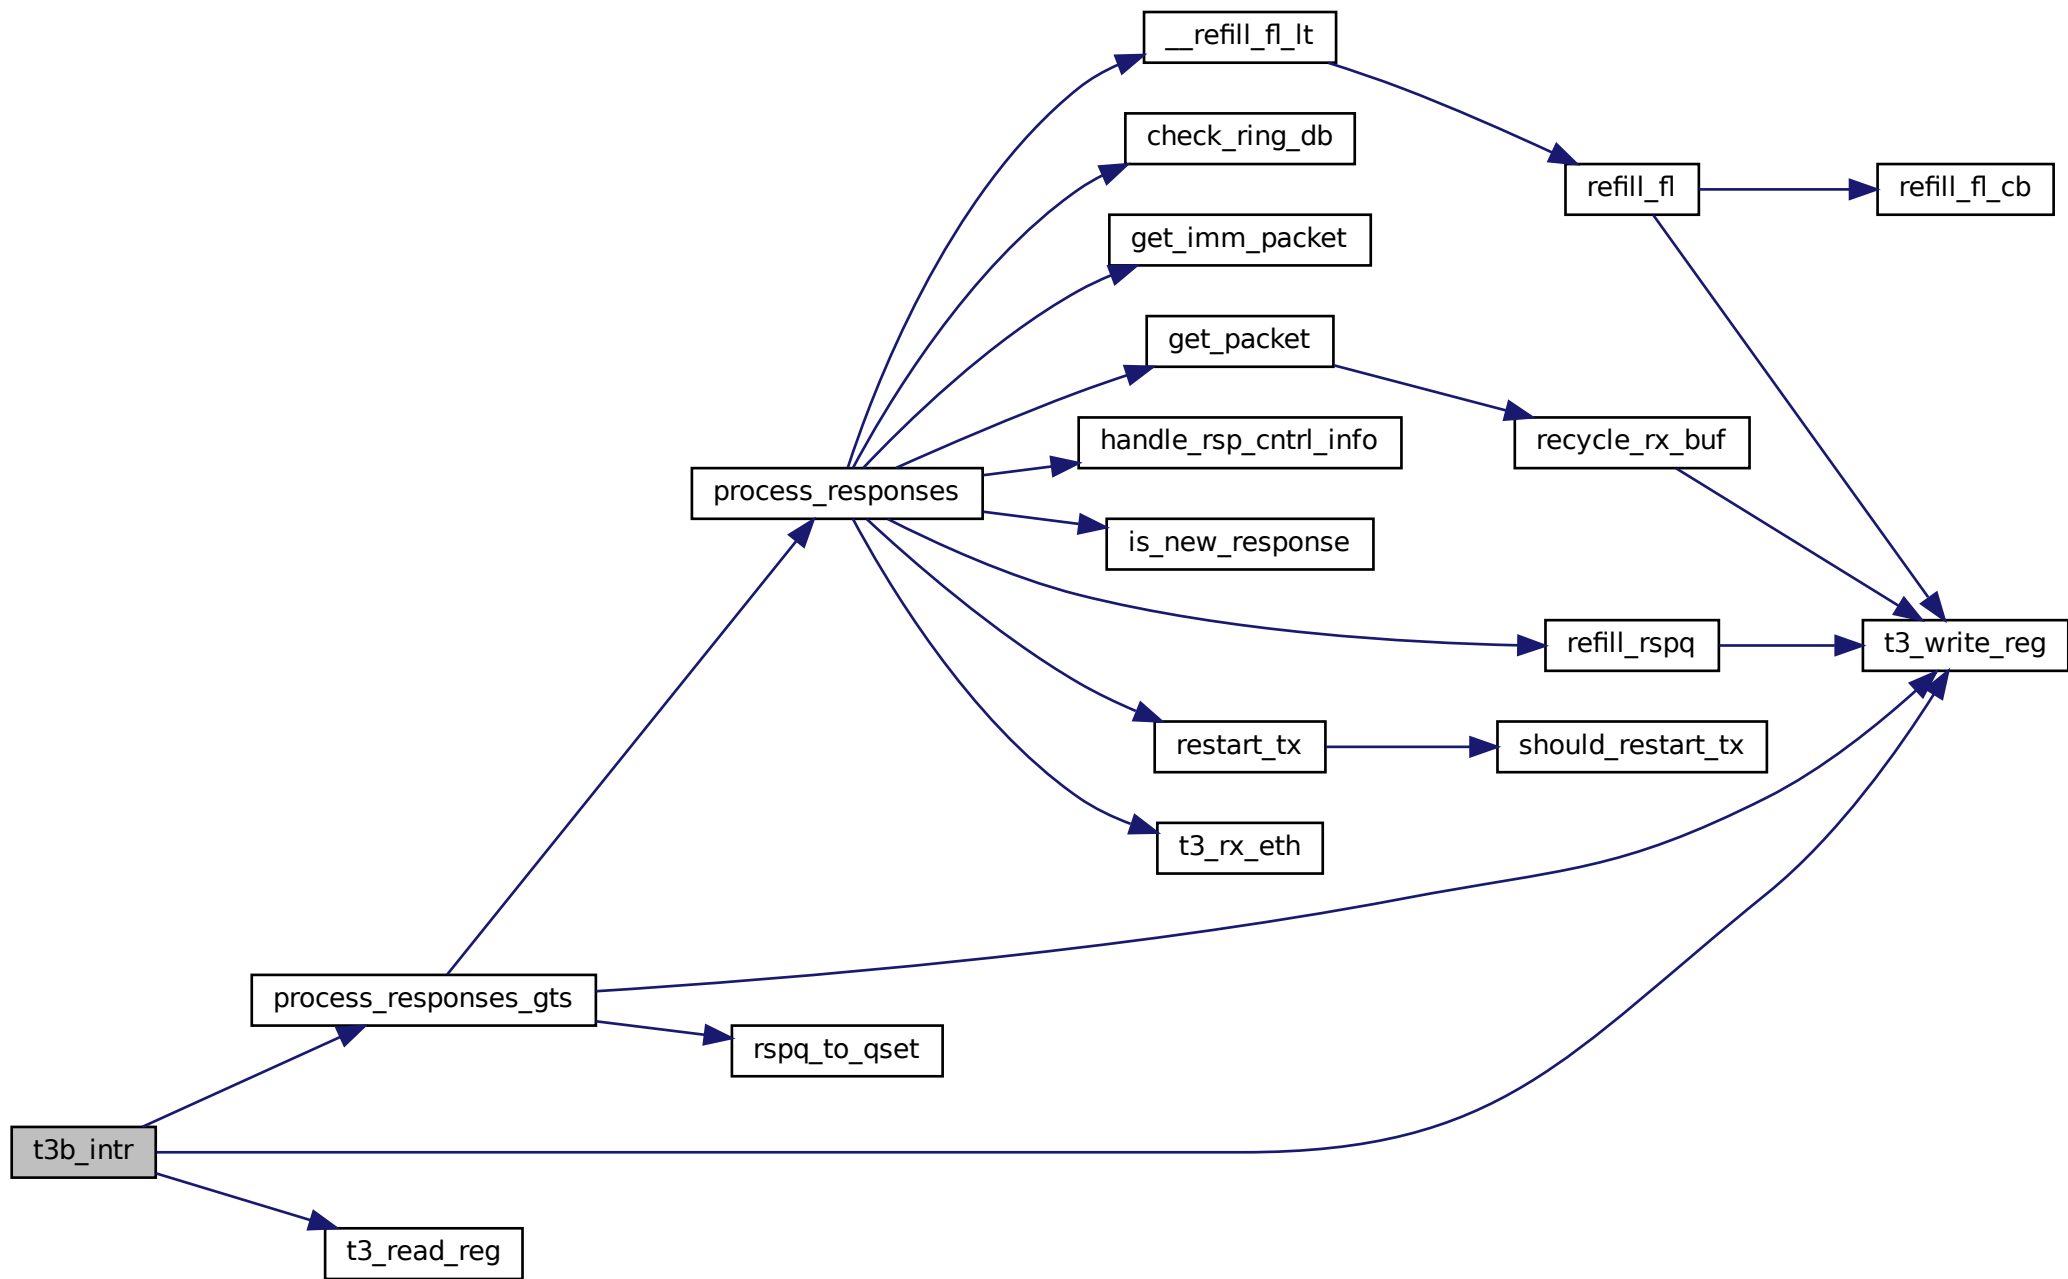 __refill_fl_lt
check_ring_db
refill_fl
refill_fl_cb
get_imm_packet
get_packet
handle_rsp_cntrl_info
recycle_rx_buf
process_responses
is_new_response
refill_rspq
t3_write_reg
restart_tx
should_restart_tx
t3_rx_eth
process_responses_gts
rspq_to_qset
t3b_intr
t3_read_reg